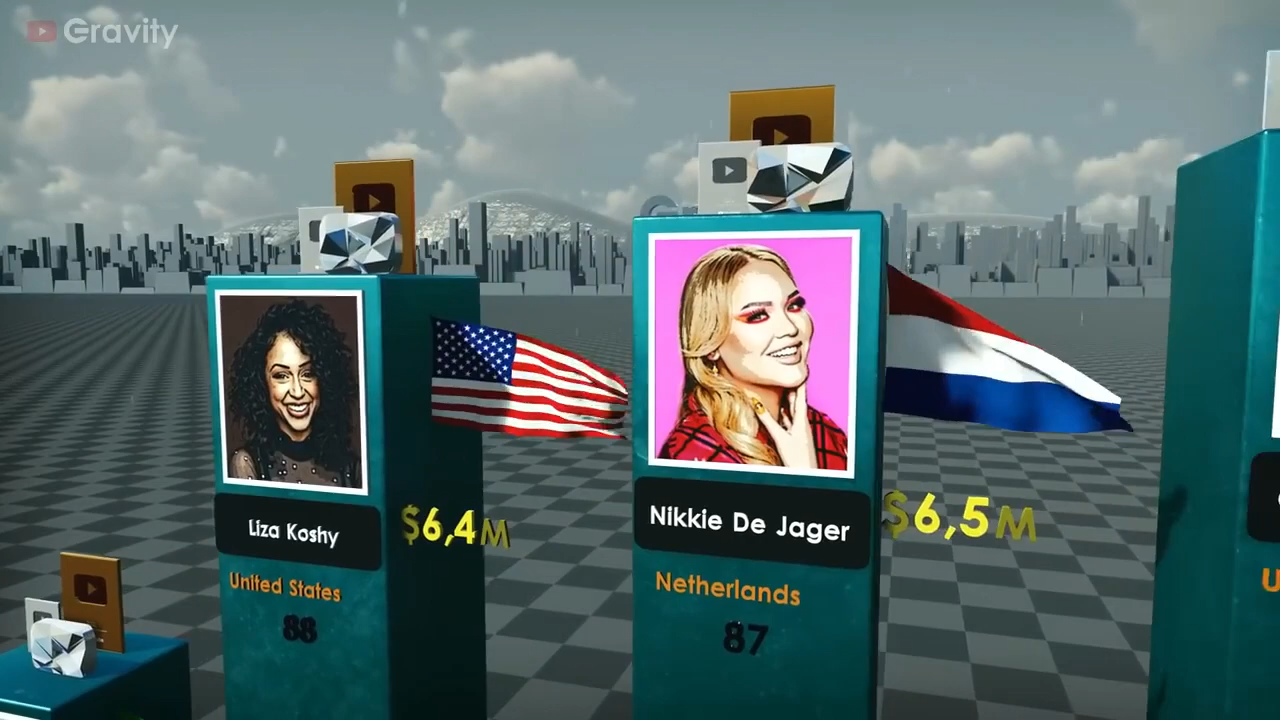 Gravity
Liza Koshy
$6,4M
United States
88
Nikkie De Jager
$6,5M
Netherlands
87
U